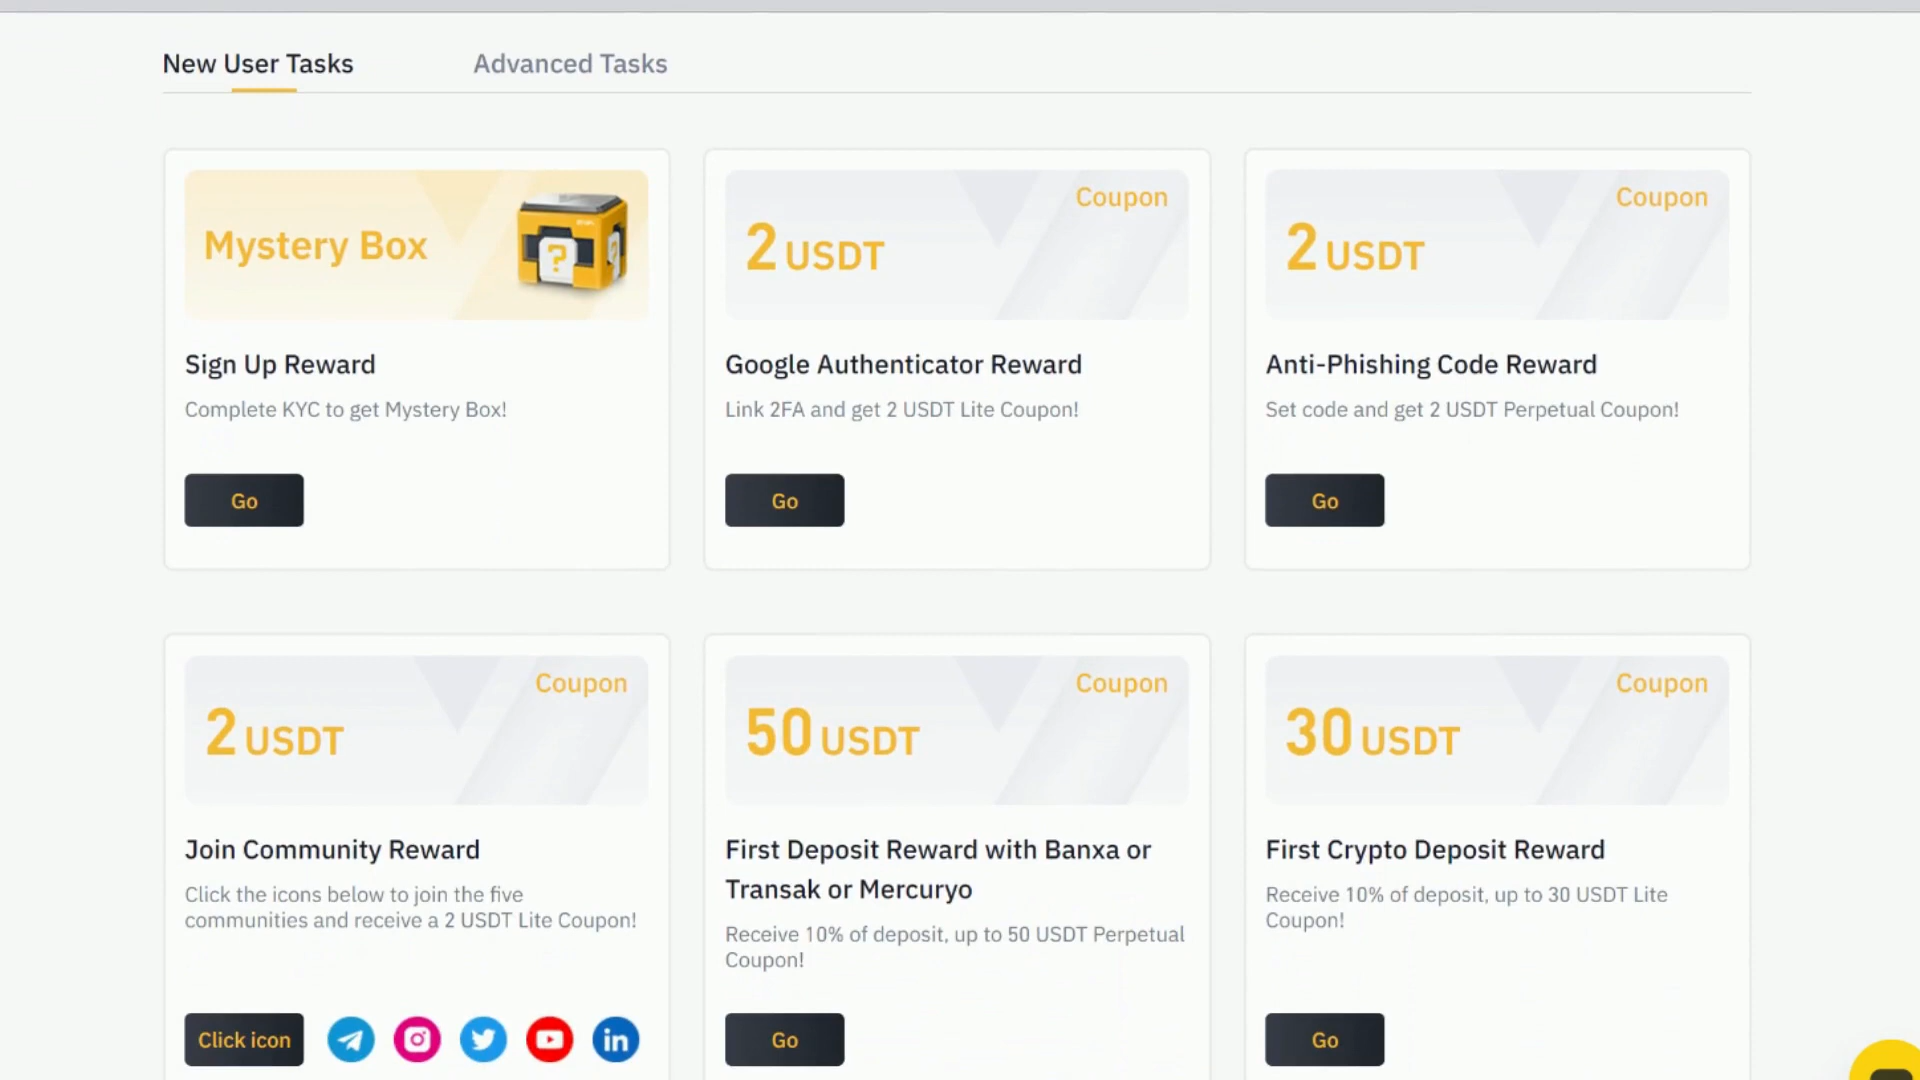 New User Tasks
Advanced Tasks
Mystery Box
Sign Up Reward
Complete KYC to get Mystery Box!
Go
Coupon
2 USDT
Google Authenticator Reward
Link 2FA and get 2 USDT Lite Coupon!
Go
Coupon
2 USDT
Anti-Phishing Code Reward
Set code and get 2 USDT Perpetual Coupon!
Go
Coupon
2 USDT
Join Community Reward
Click the icons below to join the five
communities and receive a 2 USDT Lite Coupon!
Click icon
Coupon
50 USDT
First Deposit Reward with Banxa or
Transak or Mercuryo
Receive 10% of deposit, up to 50 USDT Perpetual
Coupon!
Go
Coupon
30 USDT
First Crypto Deposit Reward
Receive 10% of deposit, up to 30 USDT Lite
Coupon!
Go